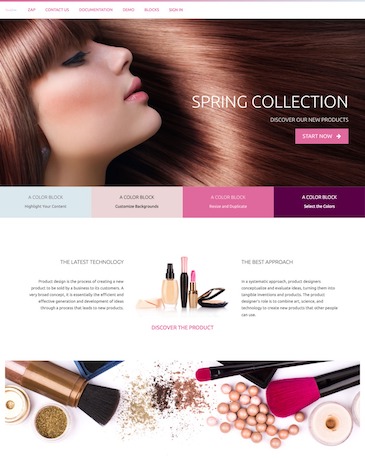 ZAP CONTACT US DOCUMENTATION DEMO BLOCKS SIGN IN
SPRING COLLECTION
DISCOVER OUR NEW PRODUCTS
START NOW
A COLOR BLOCK
Highlight Your Content
A COLOR BLOCK
Customize Backgrounds
A COLOR BLOCK
Reuse and Duplicate
A COLOR BLOCK
Select the Colors
THE LATEST TECHNOLOGY
Product design is the process of creating a new
product to be sold by a business to its customers. A
very broad concept, it is essentially the efficient and
effective generation and development of ideas
through a process that leads to new products.
THE BEST APPROACH
In a systematic approach, product designers
conceptualize and evaluate ideas, turning them into
tangible inventions and products. The product
designer's role is to combine art, science, and
technology to create new products that other people
can use.
DISCOVER THE PRODUCT